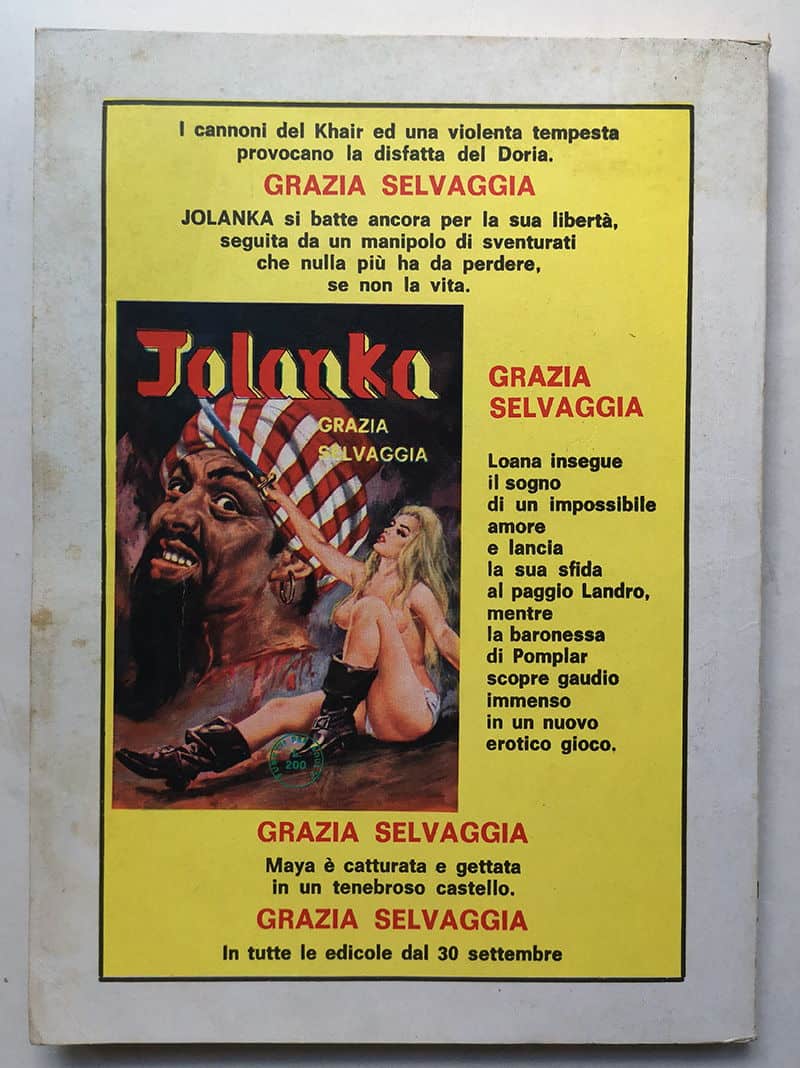 I cannoni del Khair ed una violenta tempesta
provocano la disfatta del Doria.
GRAZIA SELVAGGIA
JOLANKA si batte ancora per la sua libertà,
seguita da un manipolo di sventurati
che nulla più ha da perdere,
se non la vita.
Jolanka
GRAZIA
SELVAGGIA
200
GRAZIA
SELVAGGIA
Loana insegue
il sogno
di un impossibile
amore
e lancia
la sua sfida
al paggio Landro,
mentre
la baronessa
di Pomplar
scopre gaudio
immenso
in un nuovo
erotico gioco.
GRAZIA SELVAGGIA
Maya è catturata e gettata
in un tenebroso castello.
GRAZIA SELVAGGIA
In tutte le edicole dal 30 settembre